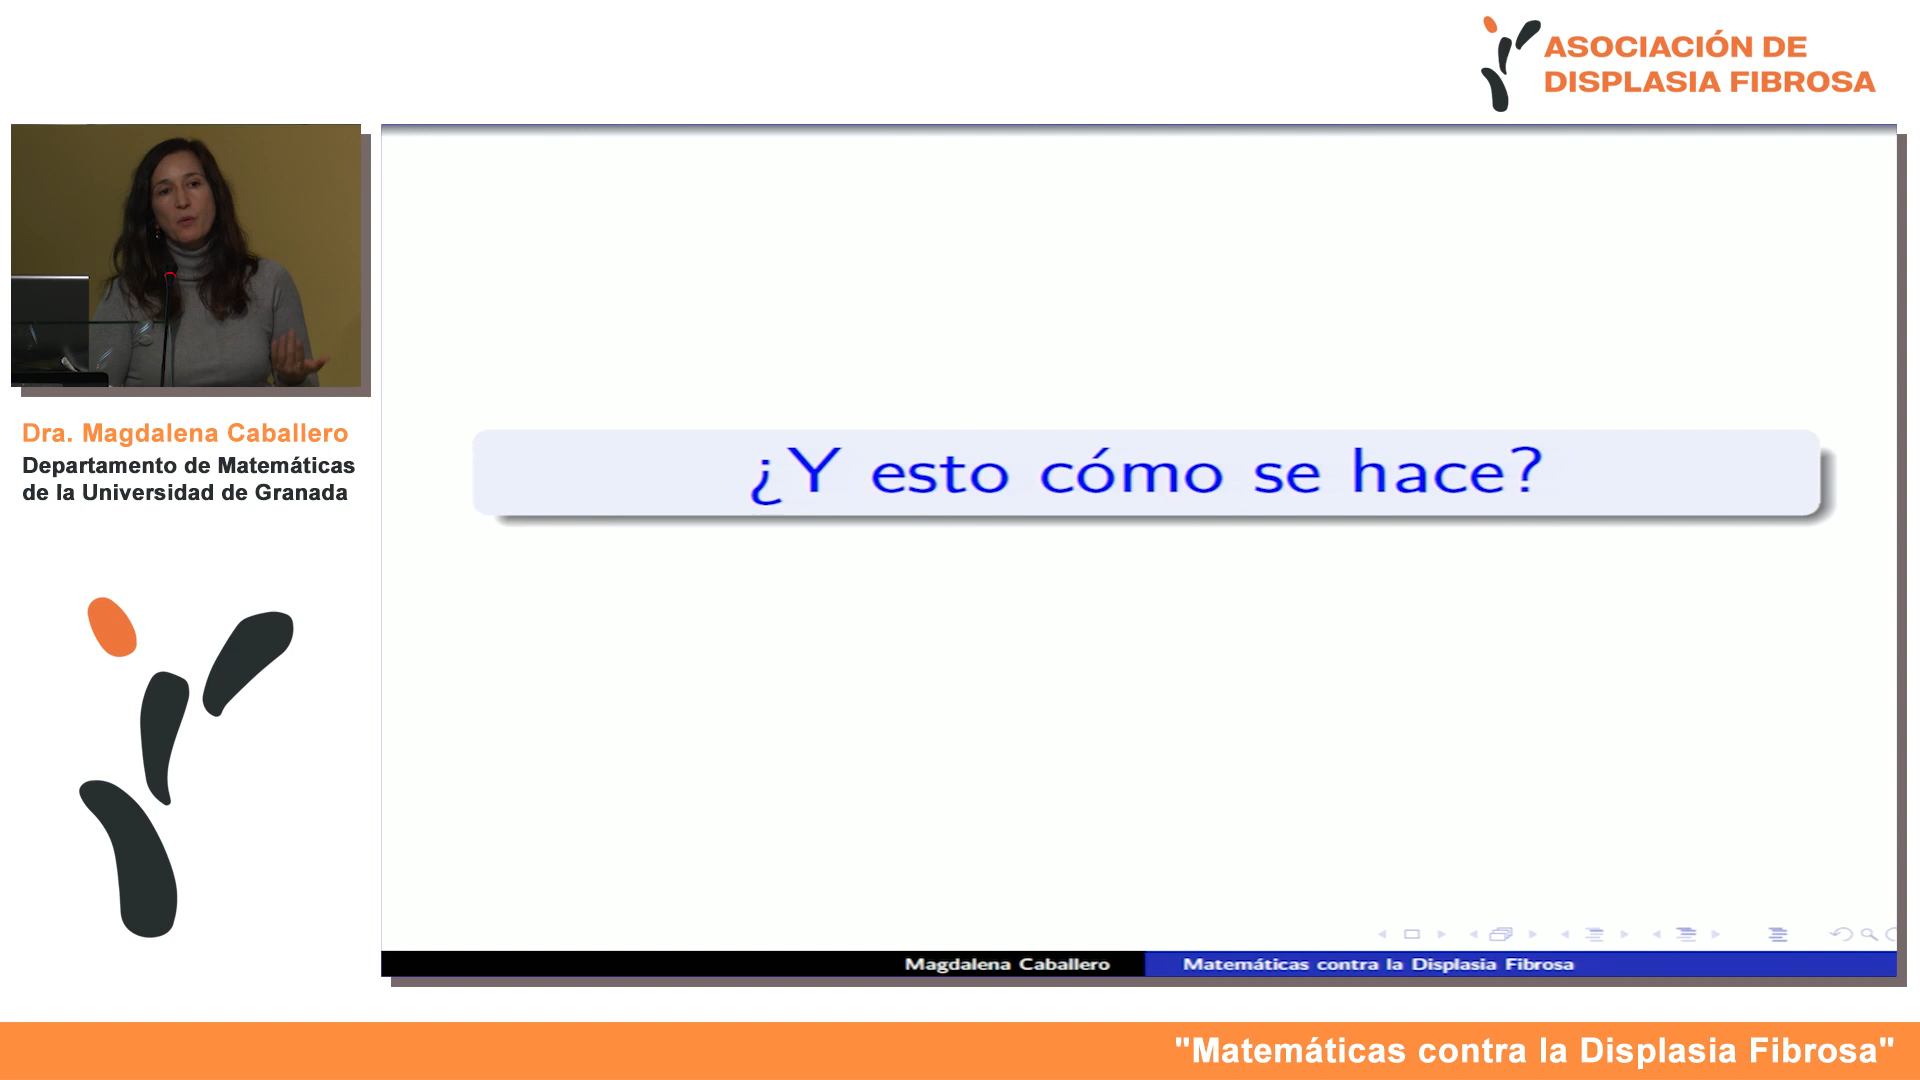 ASOCIACIÓN DE
DISPLASIA FIBROSA
Dra. Magdalena Caballero
Departamento de Matemáticas
de la Universidad de Granada
¿Y esto cómo se hace?
Magdalena Caballero
Matemáticas contra la Displasia Fibrosa
"Matemáticas contra la Displasia Fibrosa"